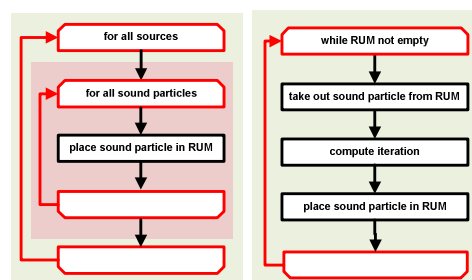 for all sources
for all sound particles
place sound particle in RUM
while RUM not empty
take out sound particle from RUM
compute iteration
place sound particle in RUM